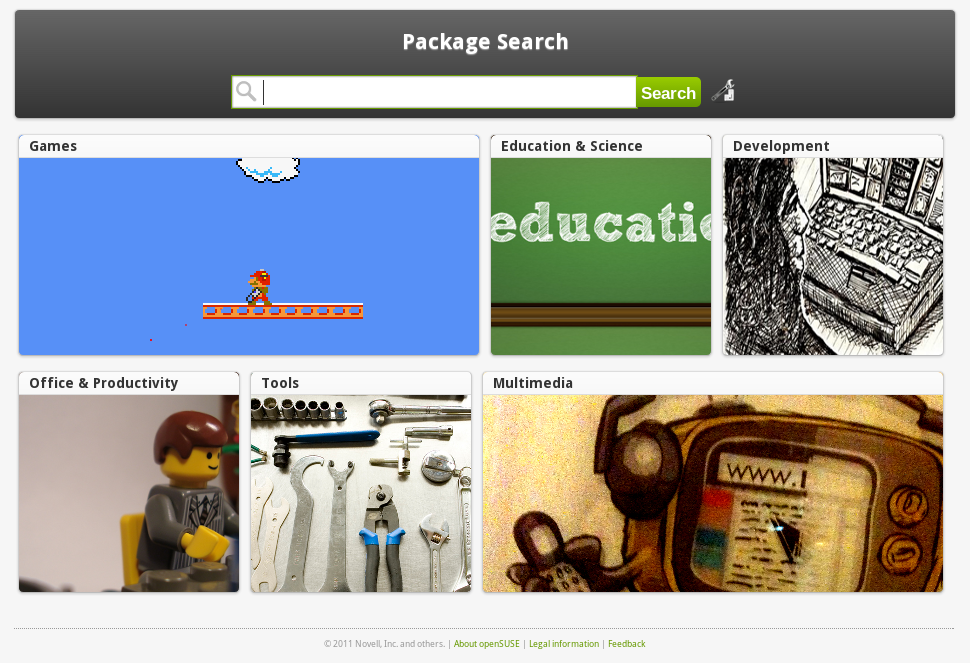 Package Search
Search
Games
Education & Science
Development
educatio
Office & Productivity
Tools
Multimedia
www.
© 2011 Novell, Inc. and others. | About openSUSE | Legal information | Feedback